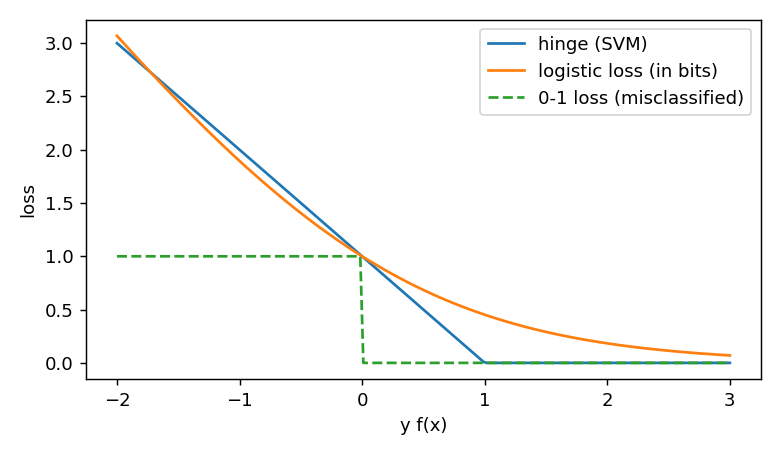 hinge (SVM)
logistic loss (in bits)
0-1 loss (misclassified)
3.0
2.5
2.0
1.5
1.0
0.5
0.0
loss
−2 −1 0 1 2 3
y f(x)